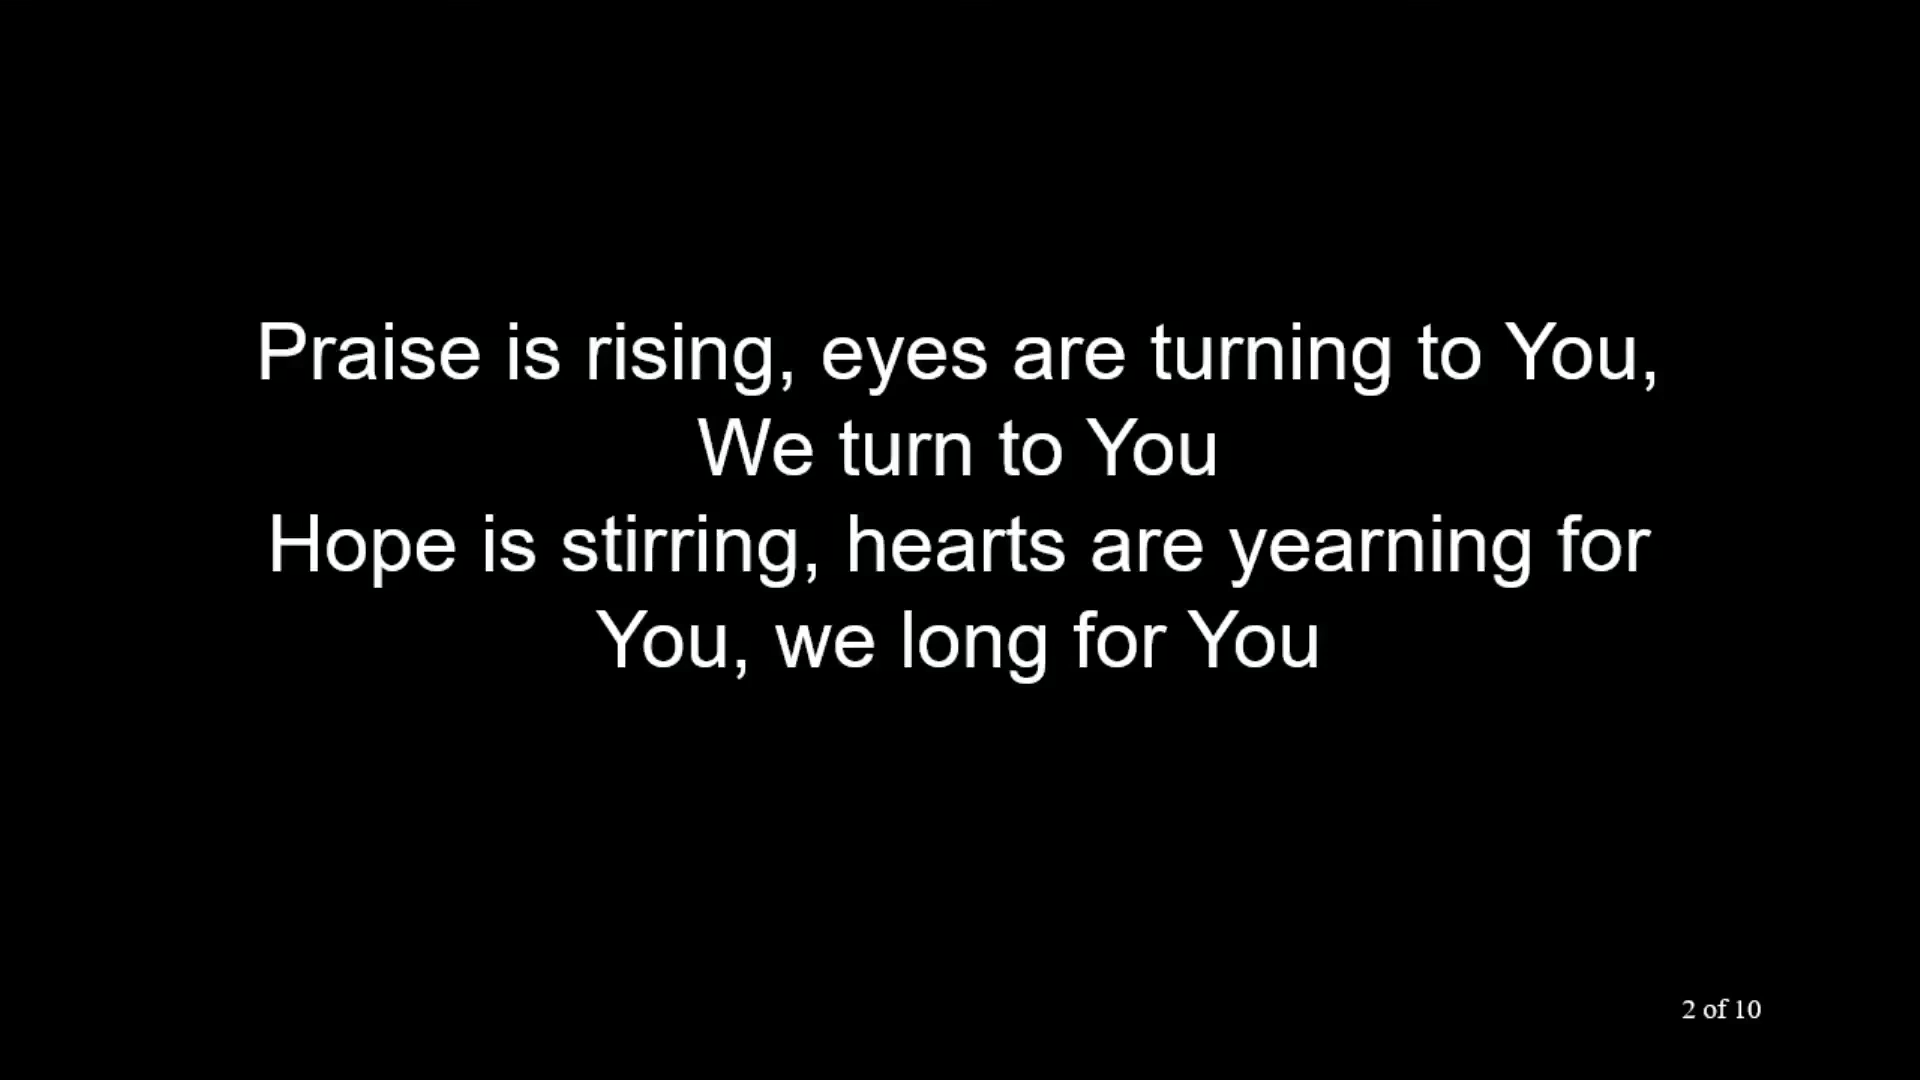 Praise is rising, eyes are turning to You,
We turn to You
Hope is stirring, hearts are yearning for
You, we long for You
2 of 10